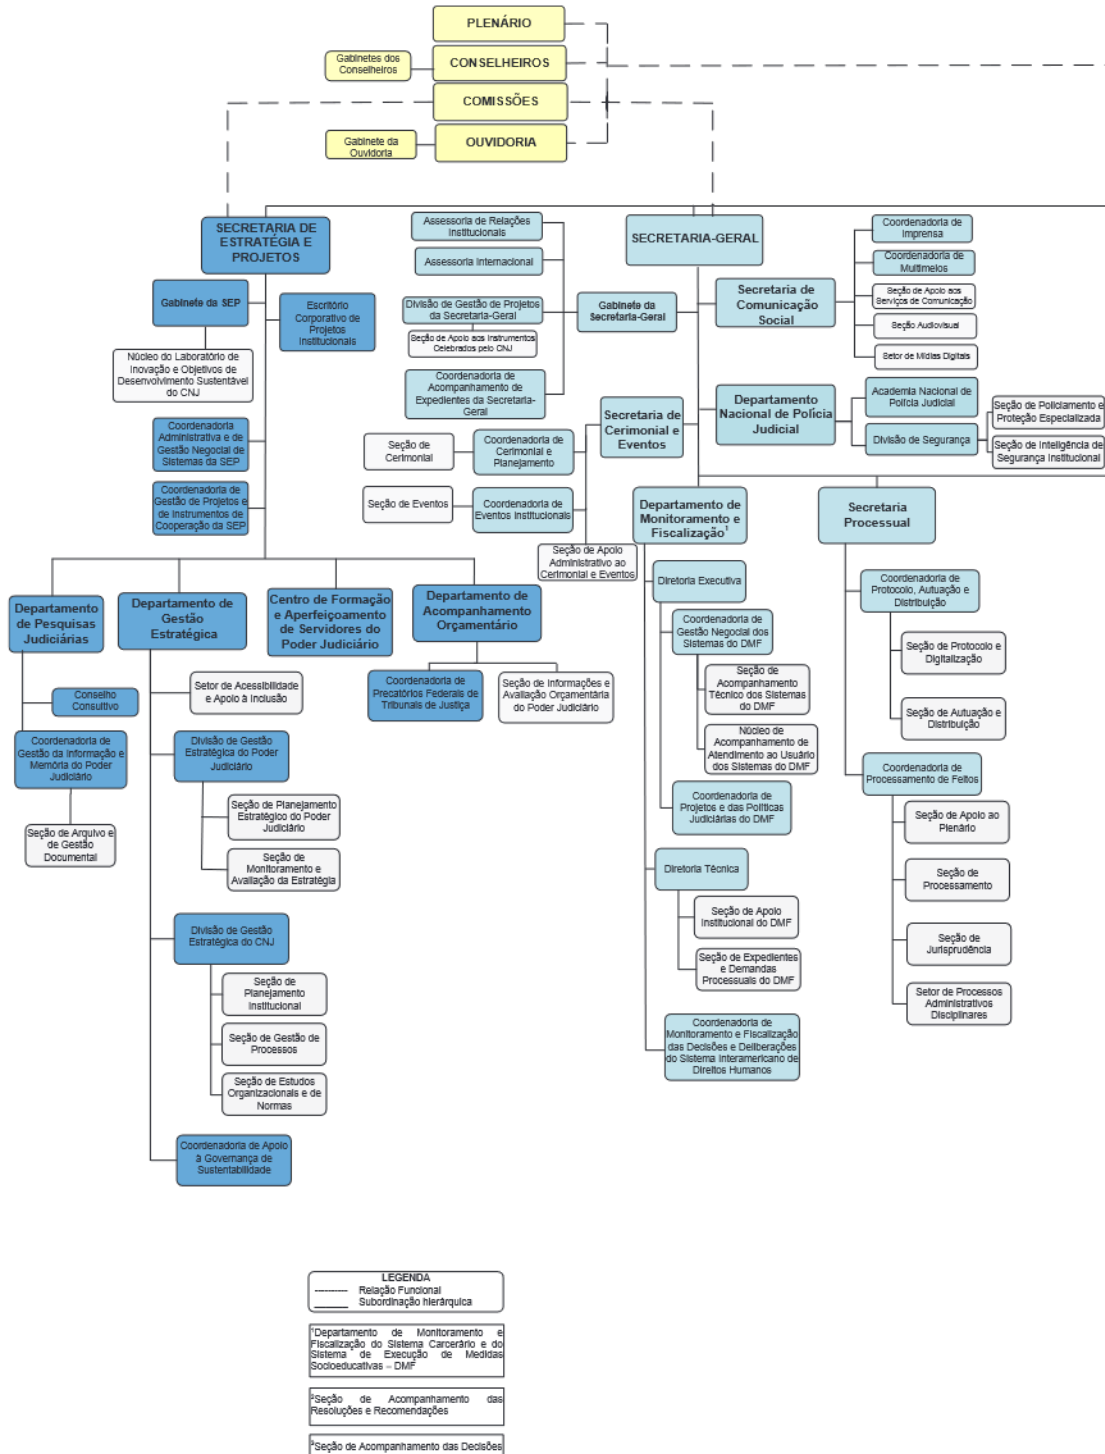 PLENÁRIO
Gabinetes dos
Conselheiros
CONSELHEIROS
COMISSÕES
Gabinete da
Ouvidoria
OUVIDORIA
SECRETARIA DE
ESTRATÉGIA E
PROJETOS
Gabinete da SEP
Escritório
Corporativo de
Projetos
Institucionais
Núcleo do Laboratório de
Inovação e Objetivos de
Desenvolvimento Sustentável
do CNJ
Coordenadoria
Administrativa e de
Gestão Negocial de
Sistemas da SEP
Coordenadoria de
Gestão de Projetos e
de Instrumentos de
Cooperação da SEP
Departamento
de Pesquisas
Judiciárias
Conselho
Consultivo
Coordenadoria de
Gestão da Informação e
Memória do Poder
Judiciário
Seção de Arquivo e
de Gestão
Documental
Departamento de
Gestão
Estratégica
Setor de Acessibilidade
e Apoio à Inclusão
Divisão de Gestão
Estratégica do Poder
Judiciário
Seção de Planejamento
Estratégico do Poder
Judiciário
Seção de
Monitoramento e
Avaliação da Estratégia
Divisão de Gestão
Estratégica do CNJ
Seção de
Planejamento
Institucional
Seção de Gestão de
Processos
Seção de Estudos
Organizacionais e de
Normas
Coordenadoria de Apoio
à Governança de
Sustentabilidade
Centro de Formação
e Aperfeiçoamento
de Servidores do
Poder Judiciário
Departamento de
Acompanhamento
Orçamentário
Coordenadoria de
Precatórios Federais de
Tribunais de Justiça
Seção de Informações e
Avaliação Orçamentária
do Poder Judiciário
SECRETARIA-GERAL
Assessoria de Relações
Institucionais
Assessoria Internacional
Divisão de Gestão de Projetos
da Secretaria-Geral
Seção de Apoio aos Instrumentos
Celebrados pelo CNJ
Coordenadoria de
Acompanhamento de
Expedientes da Secretaria-
Geral
Gabinete da
Secretaria-Geral
Secretaria de
Comunicação
Social
Coordenadoria de
Imprensa
Coordenadoria de
Multimeios
Seção de Apoio aos
Serviços de Comunicação
Seção Audiovisual
Setor de Mídias Digitais
Secretaria de
Cerimonial e
Eventos
Seção de
Cerimonial
Coordenadoria de
Cerimonial e
Planejamento
Seção de Eventos
Coordenadoria de
Eventos Institucionais
Seção de Apoio
Administrativo ao
Cerimonial e Eventos
Departamento
Nacional de Polícia
Judicial
Academia Nacional de
Polícia Judicial
Divisão de Segurança
Seção de Policiamento e
Proteção Especializada
Seção de Inteligência de
Segurança Institucional
Departamento de
Monitoramento e
Fiscalização¹
Diretoria Executiva
Coordenadoria de
Gestão Negocial dos
Sistemas do DMF
Seção de
Acompanhamento
Técnico dos Sistemas
do DMF
Núcleo de
Acompanhamento de
Atendimento ao Usuário
dos Sistemas do DMF
Coordenadoria de
Projetos e das Políticas
Judiciárias do DMF
Diretoria Técnica
Seção de Apoio
Institucional do DMF
Seção de Expedientes
e Demandas
Processuais do DMF
Coordenadoria de
Monitoramento e Fiscalização
das Decisões e Deliberações
do Sistema Interamericano de
Direitos Humanos
Secretaria
Processual
Coordenadoria de
Protocolo, Autuação e
Distribuição
Seção de Protocolo e
Digitalização
Seção de Autuação e
Distribuição
Coordenadoria de
Processamento de Feitos
Seção de Apoio ao
Plenário
Seção de
Processamento
Seção de
Jurisprudência
Setor de Processos
Administrativos
Disciplinares
LEGENDA
---------- Relação Funcional
______ Subordinação hierárquica
¹Departamento de Monitoramento e
Fiscalização do Sistema Carcerário e do
Sistema de Execução de Medidas
Socioeducativas – DMF
²Seção de Acompanhamento das
Resoluções e Recomendações
³Seção de Acompanhamento das Decisões